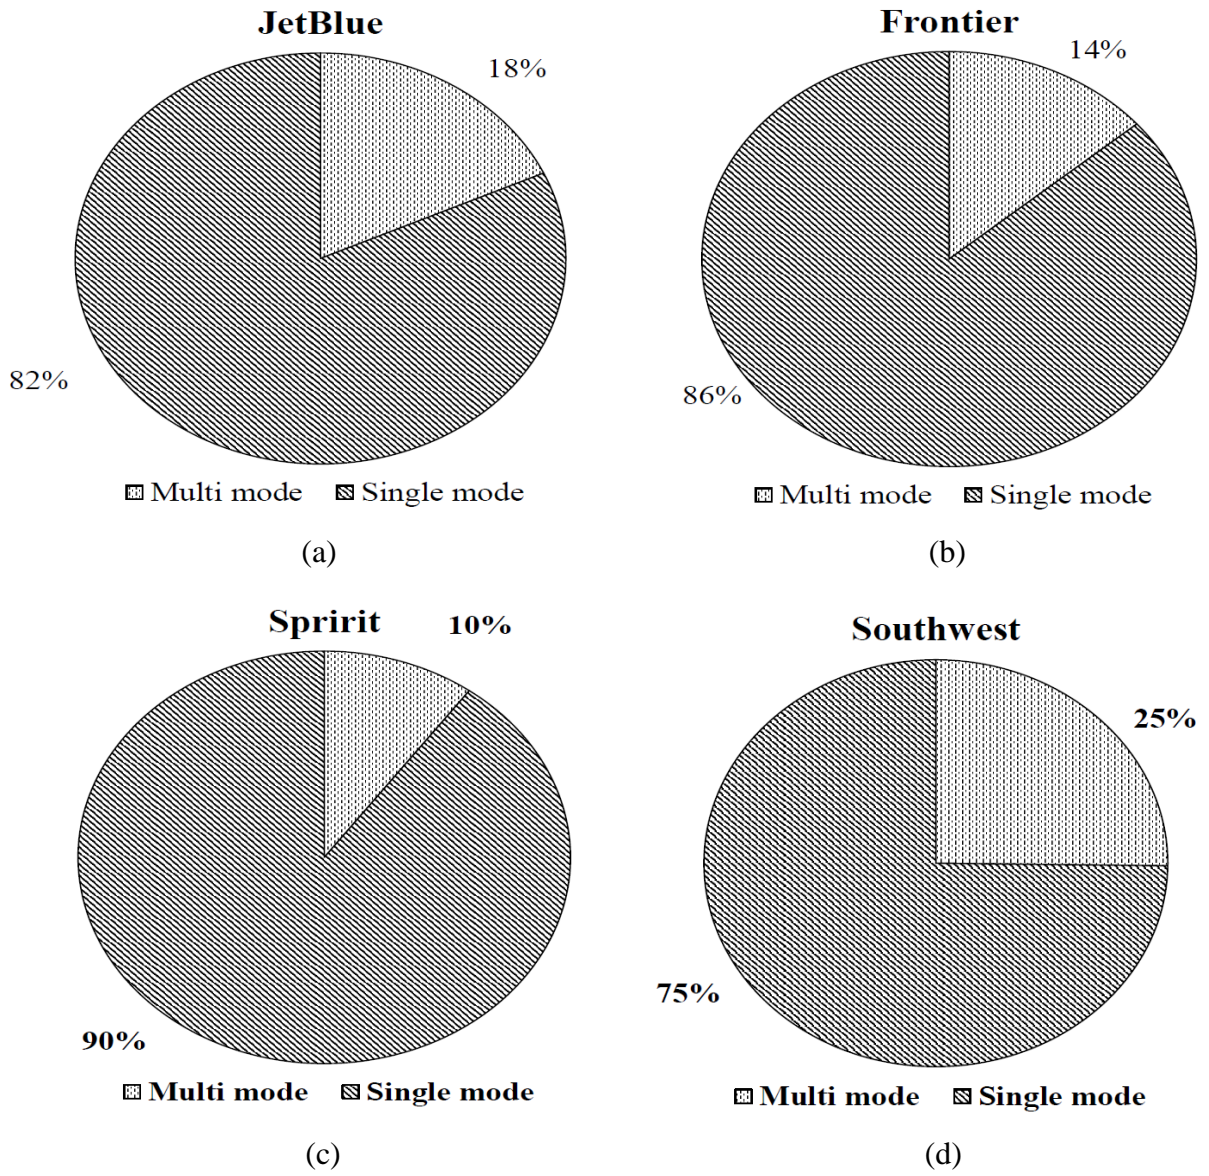 JetBlue
18%
82%
Multi mode Single mode
(a)
Frontier
14%
86%
Multi mode Single mode
(b)
Spririt
10%
90%
Multi mode Single mode
(c)
Southwest
25%
75%
Multi mode Single mode
(d)